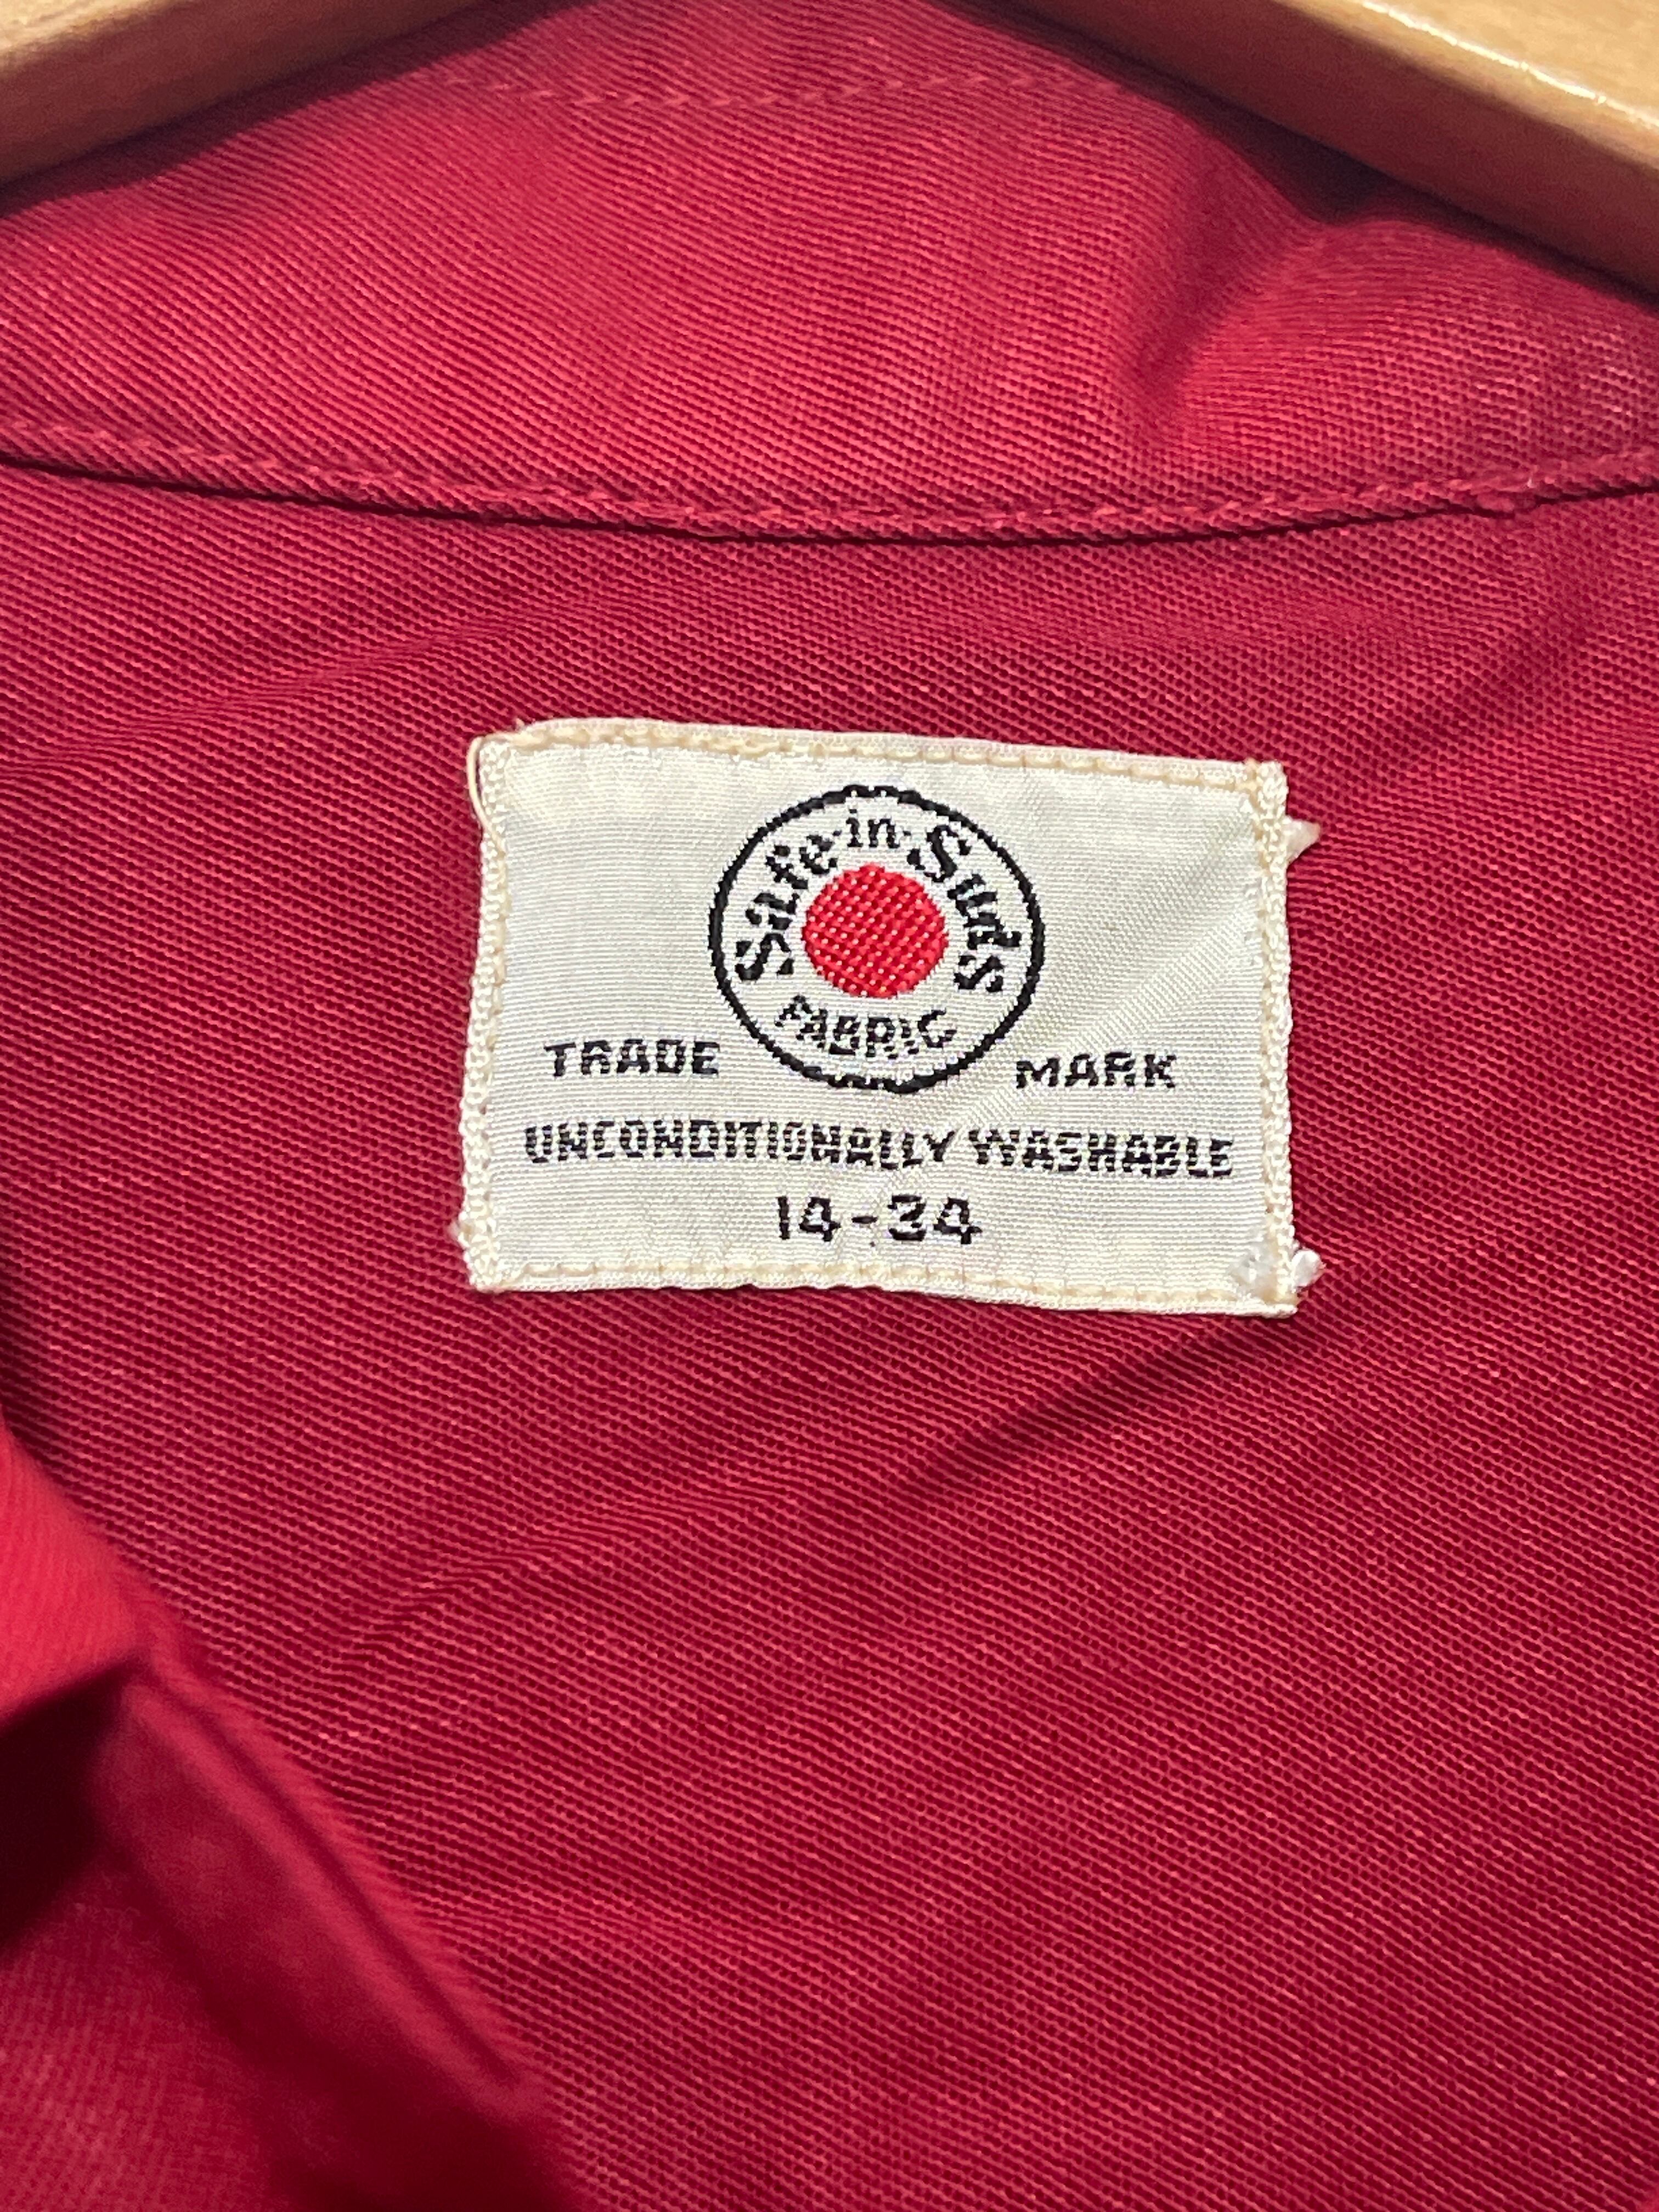 Safe-in-Suds
FABRIC
TRADE MARK
UNCONDITIONALLY WASHABLE
14-34